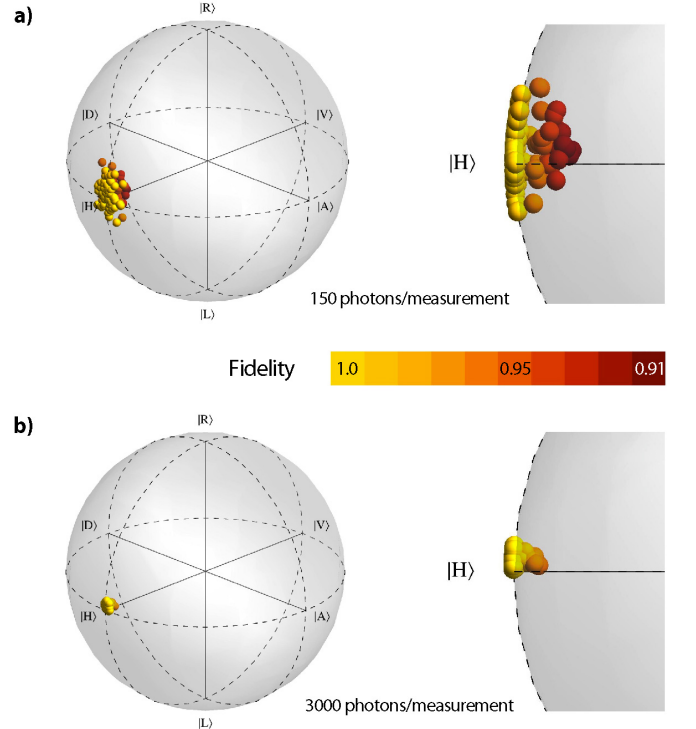 a)
|R⟩
|D⟩
|V⟩
|H⟩
|A⟩
|L⟩
|H⟩
150 photons/measurement
Fidelity 1.0 0.95 0.91
b)
|R⟩
|D⟩
|V⟩
|H⟩
|A⟩
|L⟩
|H⟩
3000 photons/measurement